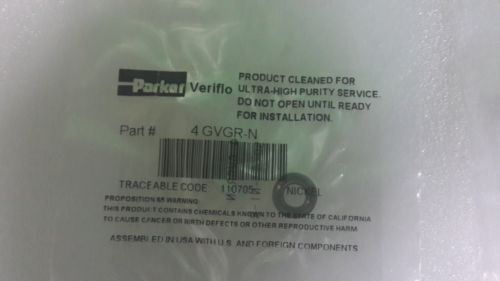 Parker Veriflo
PRODUCT CLEANED FOR
ULTRA-HIGH PURITY SERVICE.
DO NOT OPEN UNTIL READY
FOR INSTALLATION.
Part # 4 GVGR-N
TRACEABLE CODE 110705 NICKEL
PROPOSITION 65 WARNING
THIS PRODUCT CONTAINS CHEMICALS KNOWN TO THE STATE OF CALIFORNIA
TO CAUSE CANCER OR BIRTH DEFECTS OR OTHER REPRODUCTIVE HARM
ASSEMBLED IN USA WITH U.S. AND FOREIGN COMPONENTS